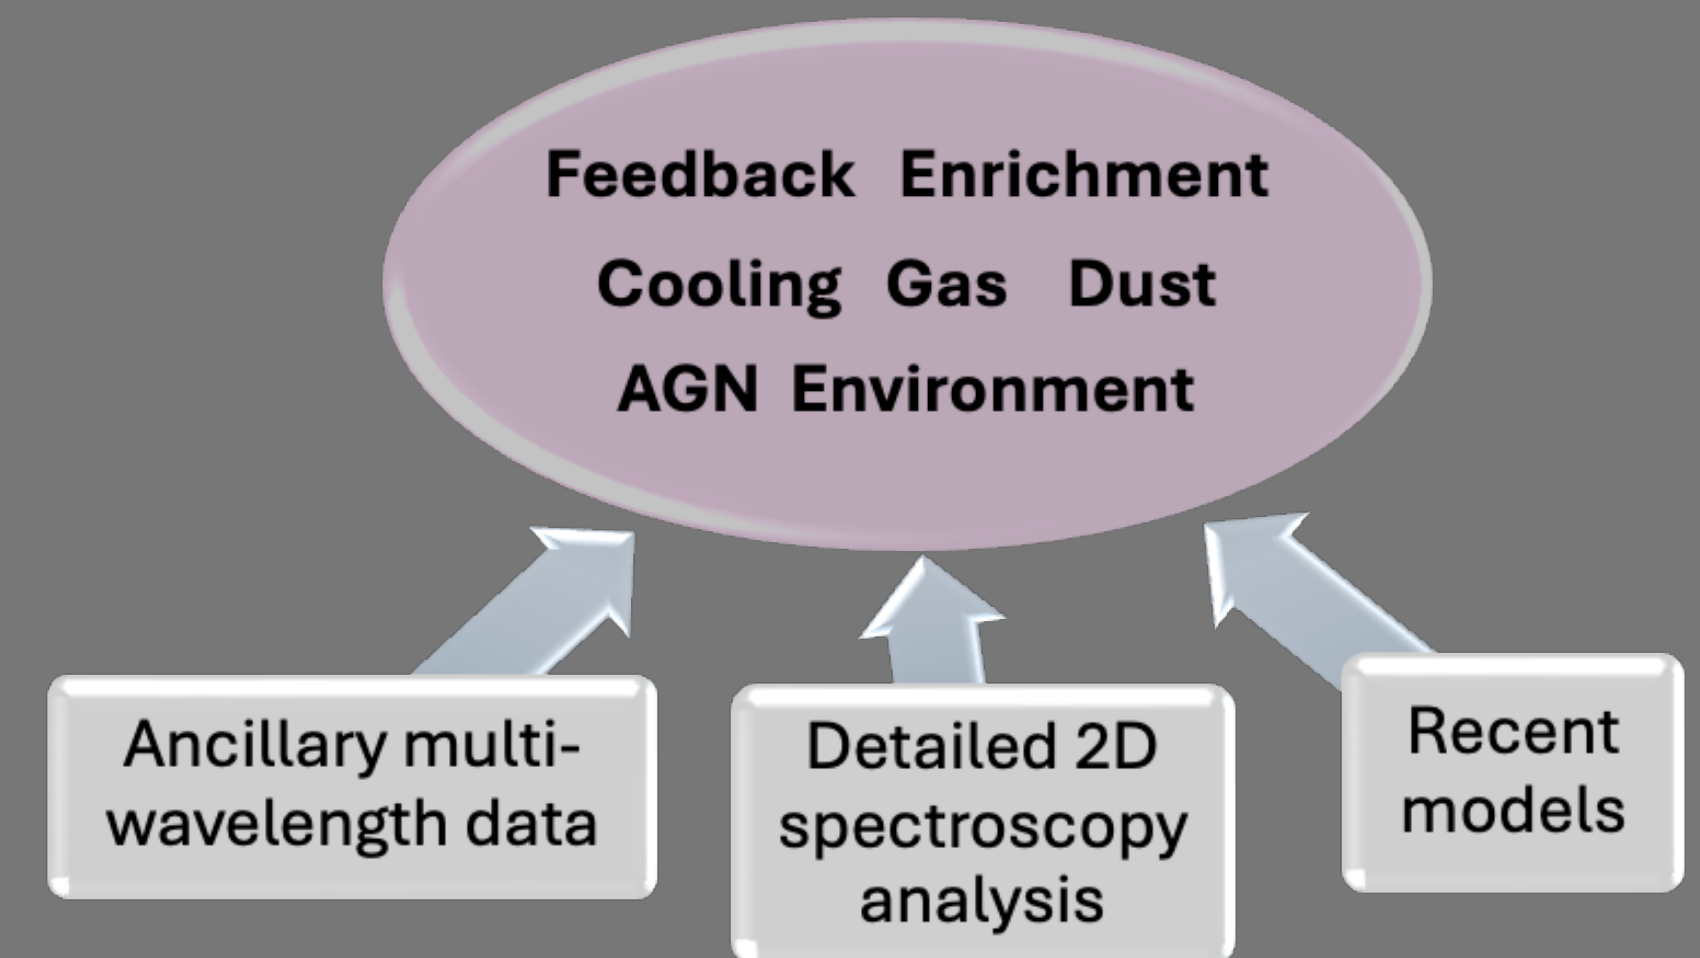 Feedback Enrichment
Cooling Gas Dust
AGN Environment
Ancillary multi-
wavelength data
Detailed 2D
spectroscopy
analysis
Recent
models